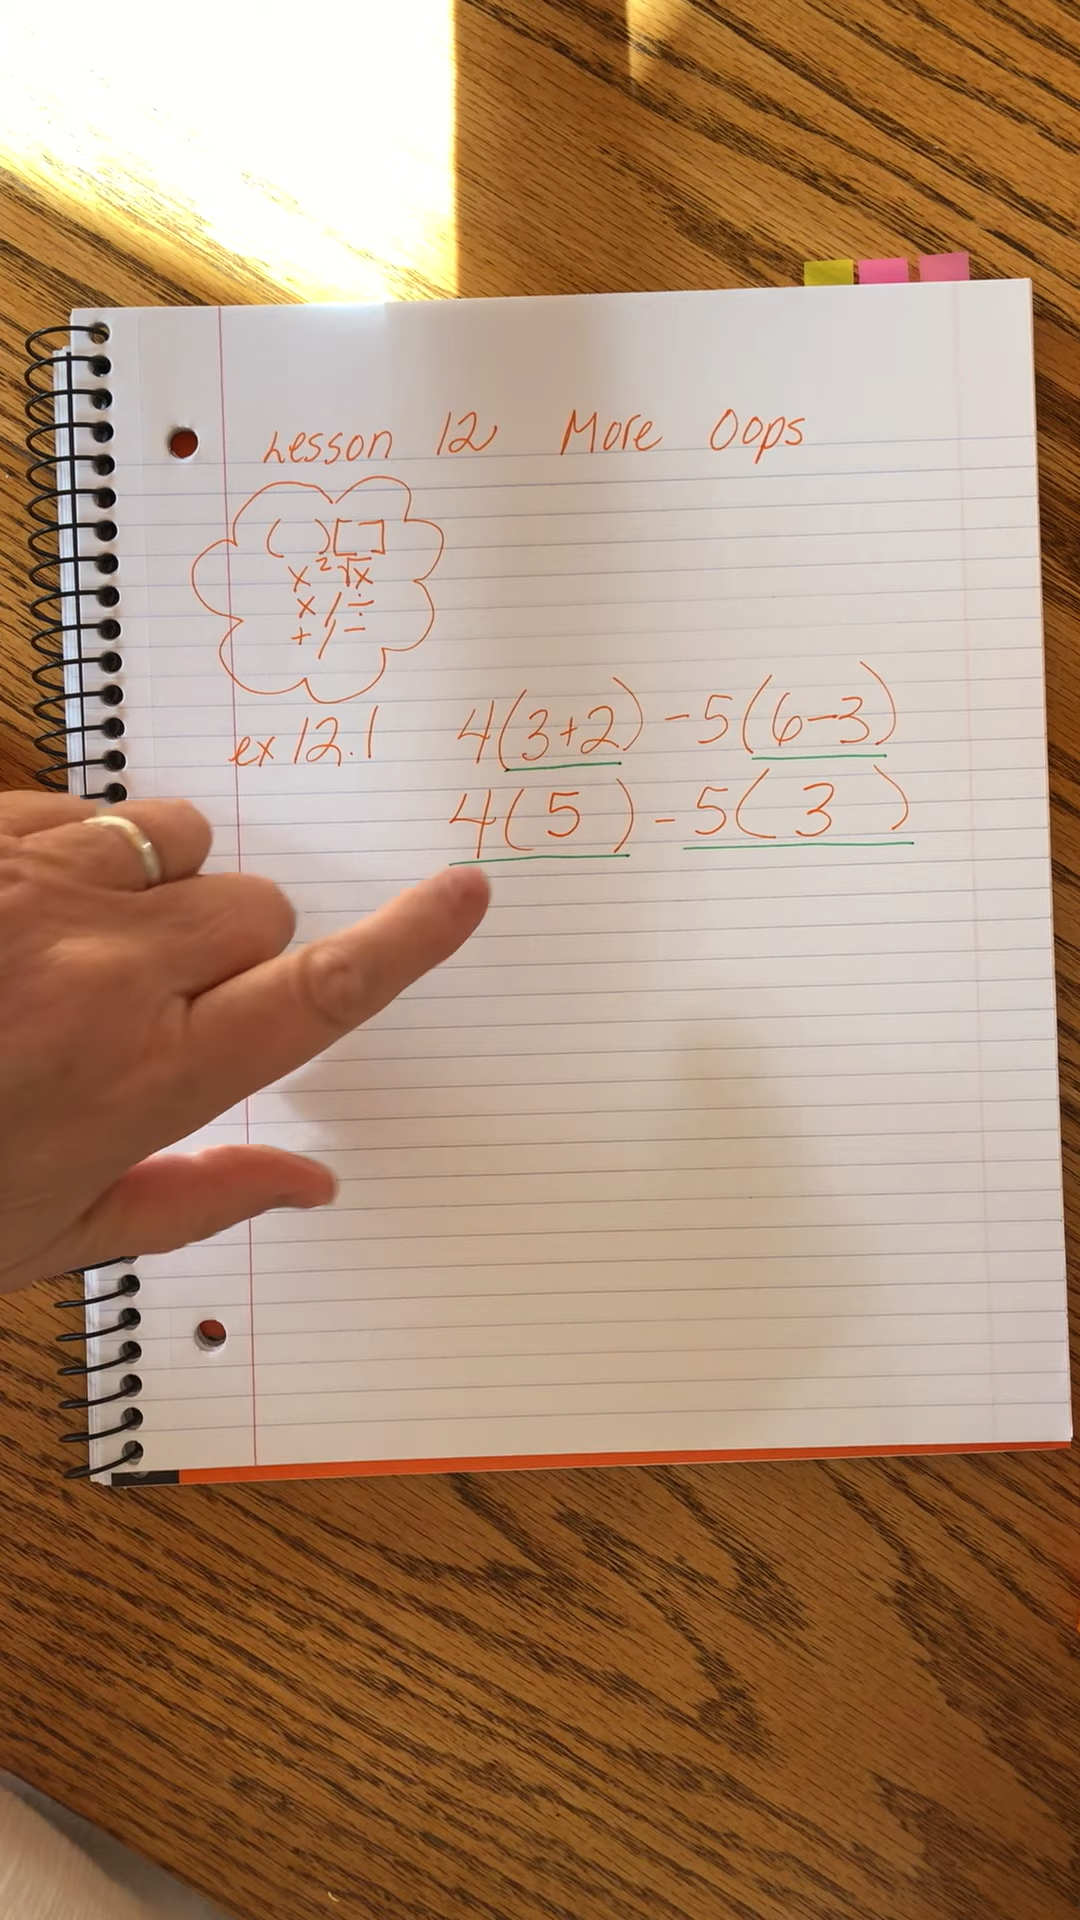 Lesson 12 More Oops
( ) [ ]
x² √x
× / ÷
+ / −
ex 12.1 4(3+2) −5(6−3)
4( 5 ) − 5( 3 )